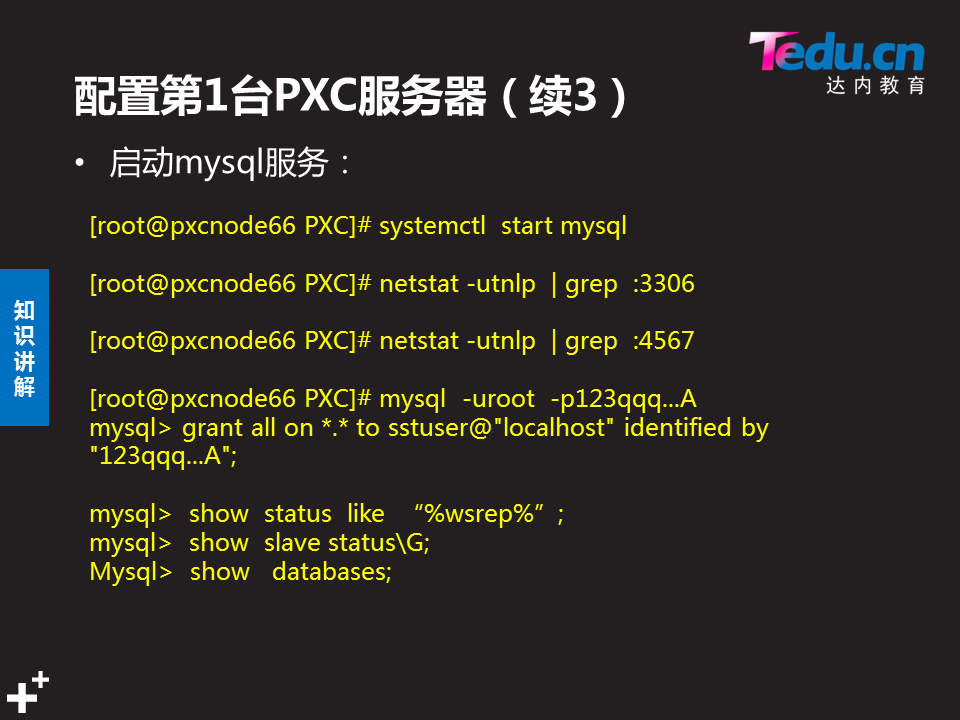 Tedu.cn
达内教育
配置第1台PXC服务器（续3）
• 启动mysql服务：
[root@pxcnode66 PXC]# systemctl  start mysql
[root@pxcnode66 PXC]# netstat -utnlp  | grep  :3306
[root@pxcnode66 PXC]# netstat -utnlp  | grep  :4567
[root@pxcnode66 PXC]# mysql  -uroot  -p123qqq...A
mysql> grant all on *.* to sstuser@"localhost" identified by
"123qqq...A";
mysql>  show  status  like  “%wsrep%” ;
mysql>  show  slave status\G;
Mysql>  show   databases;
知
识
讲
解